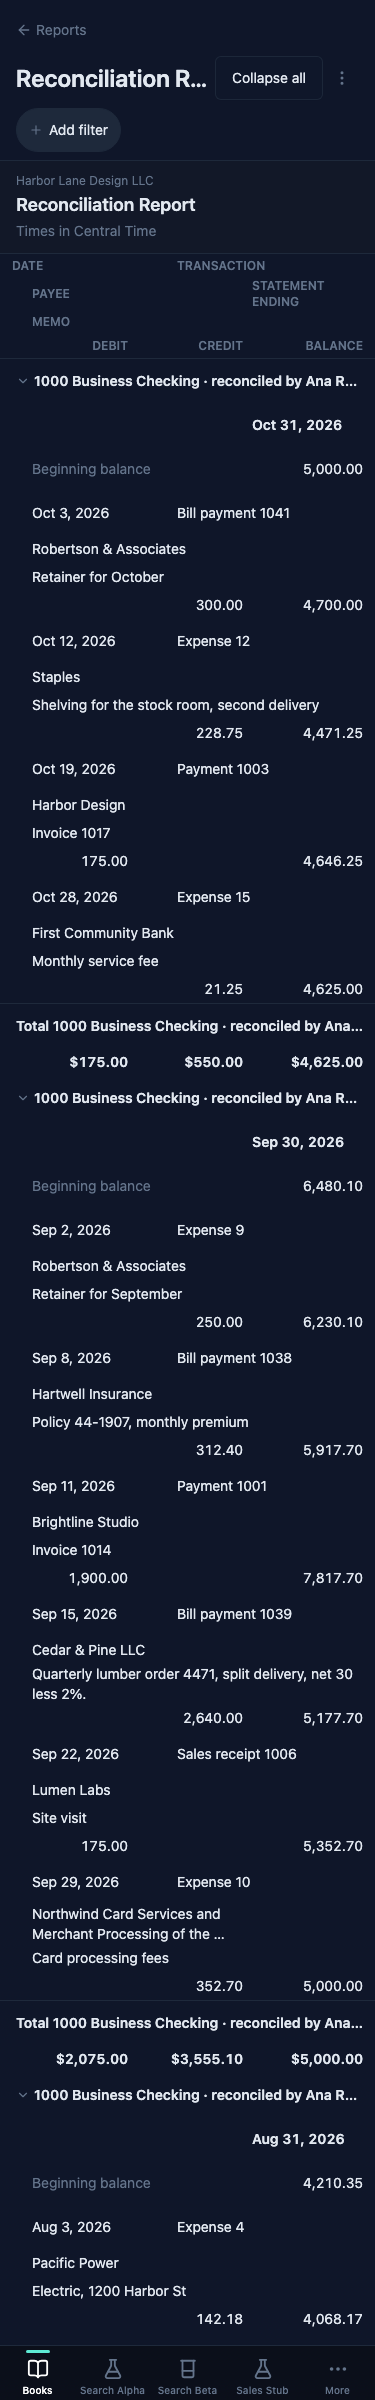 Reports
Reconciliation R...
Collapse all
Add filter
Harbor Lane Design LLC
Reconciliation Report
Times in Central Time
DATE TRANSACTION
PAYEE STATEMENT ENDING
MEMO
DEBIT CREDIT BALANCE
1000 Business Checking · reconciled by Ana R...
Oct 31, 2026
Beginning balance 5,000.00
Oct 3, 2026 Bill payment 1041
Robertson & Associates
Retainer for October
300.00 4,700.00
Oct 12, 2026 Expense 12
Staples
Shelving for the stock room, second delivery
228.75 4,471.25
Oct 19, 2026 Payment 1003
Harbor Design
Invoice 1017
175.00 4,646.25
Oct 28, 2026 Expense 15
First Community Bank
Monthly service fee
21.25 4,625.00
Total 1000 Business Checking · reconciled by Ana...
$175.00 $550.00 $4,625.00
1000 Business Checking · reconciled by Ana R...
Sep 30, 2026
Beginning balance 6,480.10
Sep 2, 2026 Expense 9
Robertson & Associates
Retainer for September
250.00 6,230.10
Sep 8, 2026 Bill payment 1038
Hartwell Insurance
Policy 44-1907, monthly premium
312.40 5,917.70
Sep 11, 2026 Payment 1001
Brightline Studio
Invoice 1014
1,900.00 7,817.70
Sep 15, 2026 Bill payment 1039
Cedar & Pine LLC
Quarterly lumber order 4471, split delivery, net 30
less 2%.
2,640.00 5,177.70
Sep 22, 2026 Sales receipt 1006
Lumen Labs
Site visit
175.00 5,352.70
Sep 29, 2026 Expense 10
Northwind Card Services and
Merchant Processing of the ...
Card processing fees
352.70 5,000.00
Total 1000 Business Checking · reconciled by Ana...
$2,075.00 $3,555.10 $5,000.00
1000 Business Checking · reconciled by Ana R...
Aug 31, 2026
Beginning balance 4,210.35
Aug 3, 2026 Expense 4
Pacific Power
Electric, 1200 Harbor St
142.18 4,068.17
Books Search Alpha Search Beta Sales Stub More